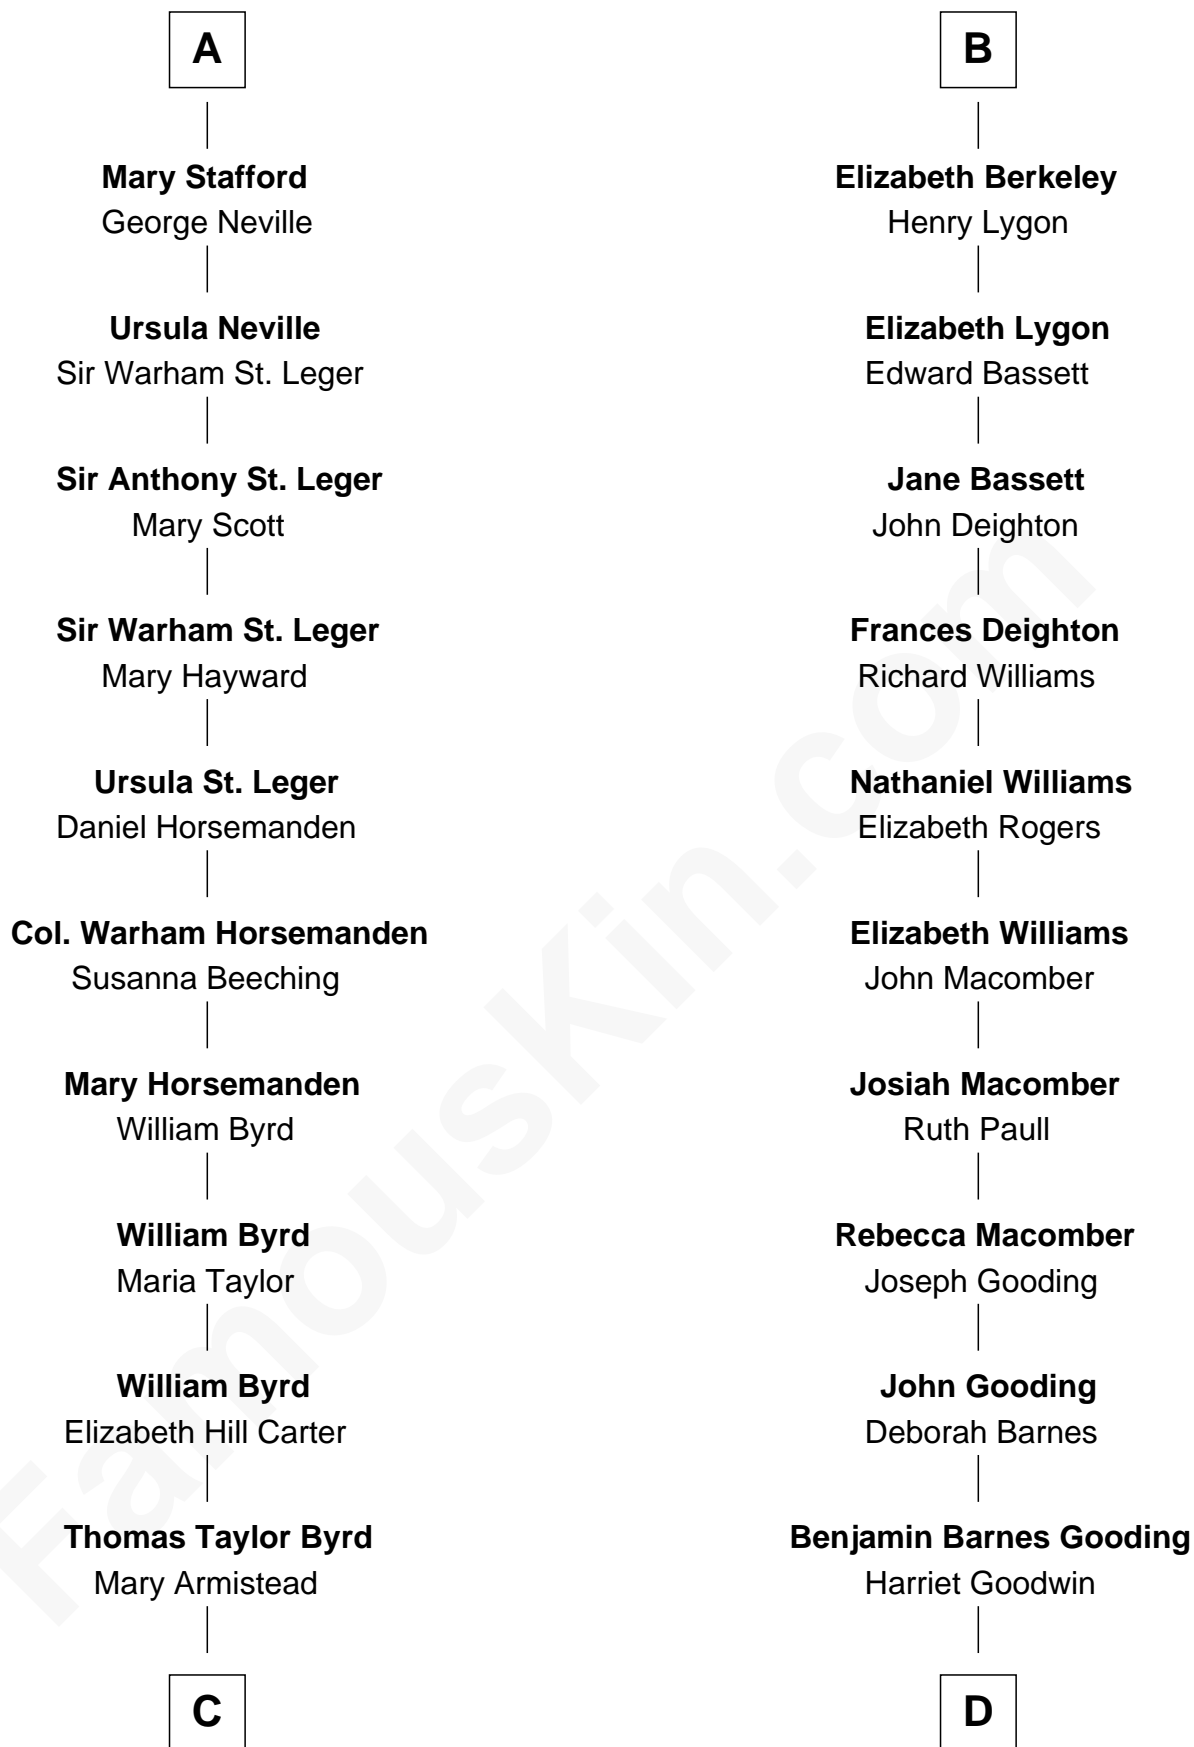 A
Mary Stafford
George Neville
Ursula Neville
Sir Warham St. Leger
Sir Anthony St. Leger
Mary Scott
Sir Warham St. Leger
Mary Hayward
Ursula St. Leger
Daniel Horsemanden
Col. Warham Horsemanden
Susanna Beeching
Mary Horsemanden
William Byrd
William Byrd
Maria Taylor
William Byrd
Elizabeth Hill Carter
Thomas Taylor Byrd
Mary Armistead
C
B
Elizabeth Berkeley
Henry Lygon
Elizabeth Lygon
Edward Bassett
Jane Bassett
John Deighton
Frances Deighton
Richard Williams
Nathaniel Williams
Elizabeth Rogers
Elizabeth Williams
John Macomber
Josiah Macomber
Ruth Paull
Rebecca Macomber
Joseph Gooding
John Gooding
Deborah Barnes
Benjamin Barnes Gooding
Harriet Goodwin
D
FamousKin.com